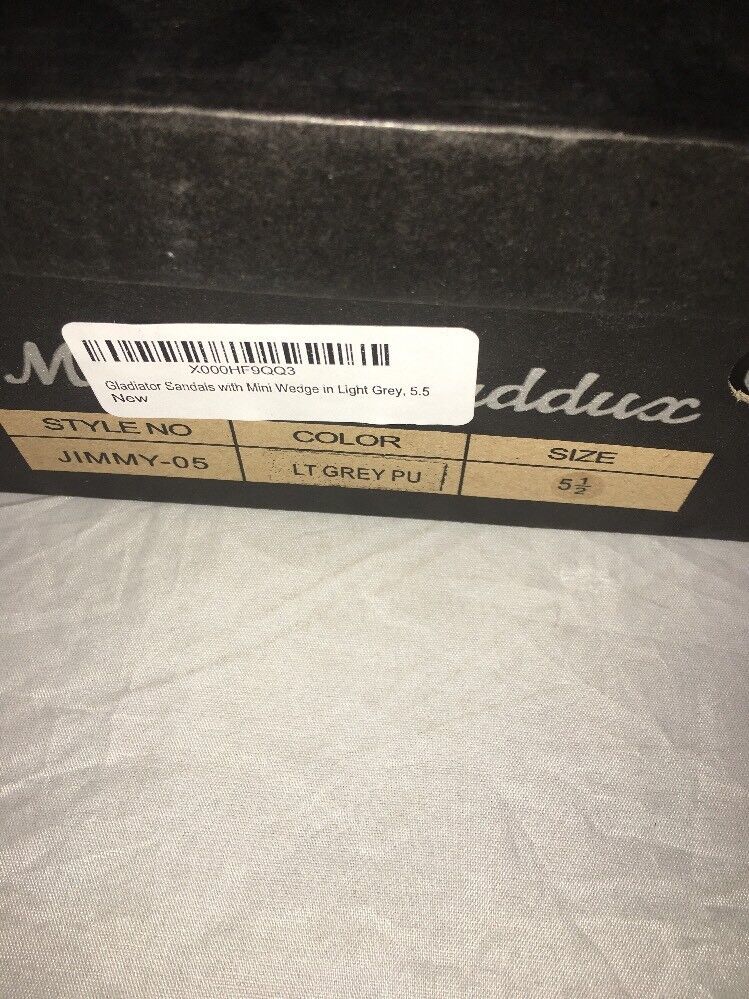 X000HF9QQ3
Gladiator Sandals with Mini Wedge in Light Grey, 5.5
New
STYLE NO COLOR SIZE
JIMMY-05 LT GREY PU 5½